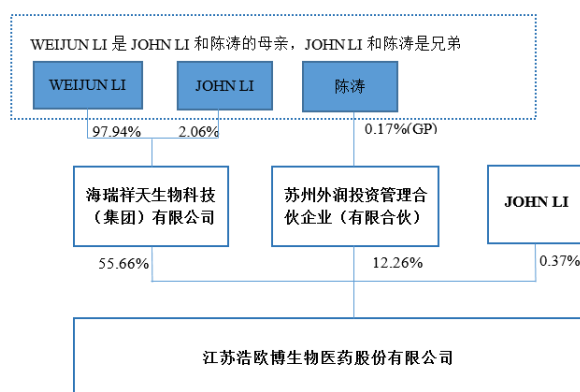 WEIJUN LI 是 JOHN LI 和陈涛的母亲，JOHN LI 和陈涛是兄弟
WEIJUN LI
JOHN LI
陈涛
97.94%
2.06%
0.17%(GP)
海瑞祥天生物科技
（集团）有限公司
苏州外润投资管理合
伙企业（有限合伙）
JOHN LI
55.66%
12.26%
0.37%
江苏浩欧博生物医药股份有限公司